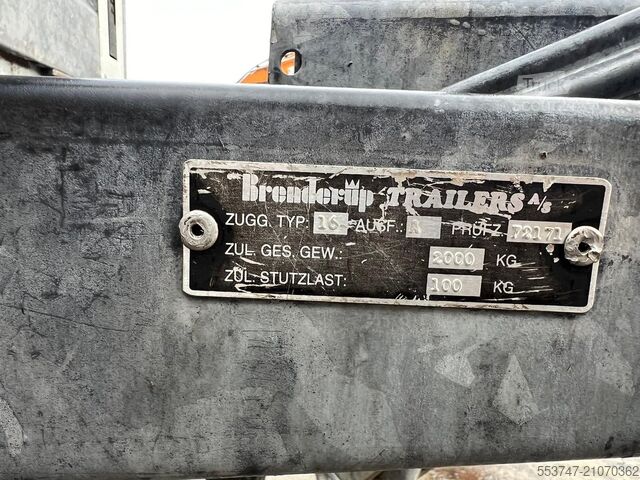 Brenderup TRAILERS A/S
ZUGG. TYP: 16 AUSF.: PRÜFZ. 72171
ZUL. GES. GEW.: 2000 KG
ZUL. STUTZLAST: 100 KG
553747-21070362